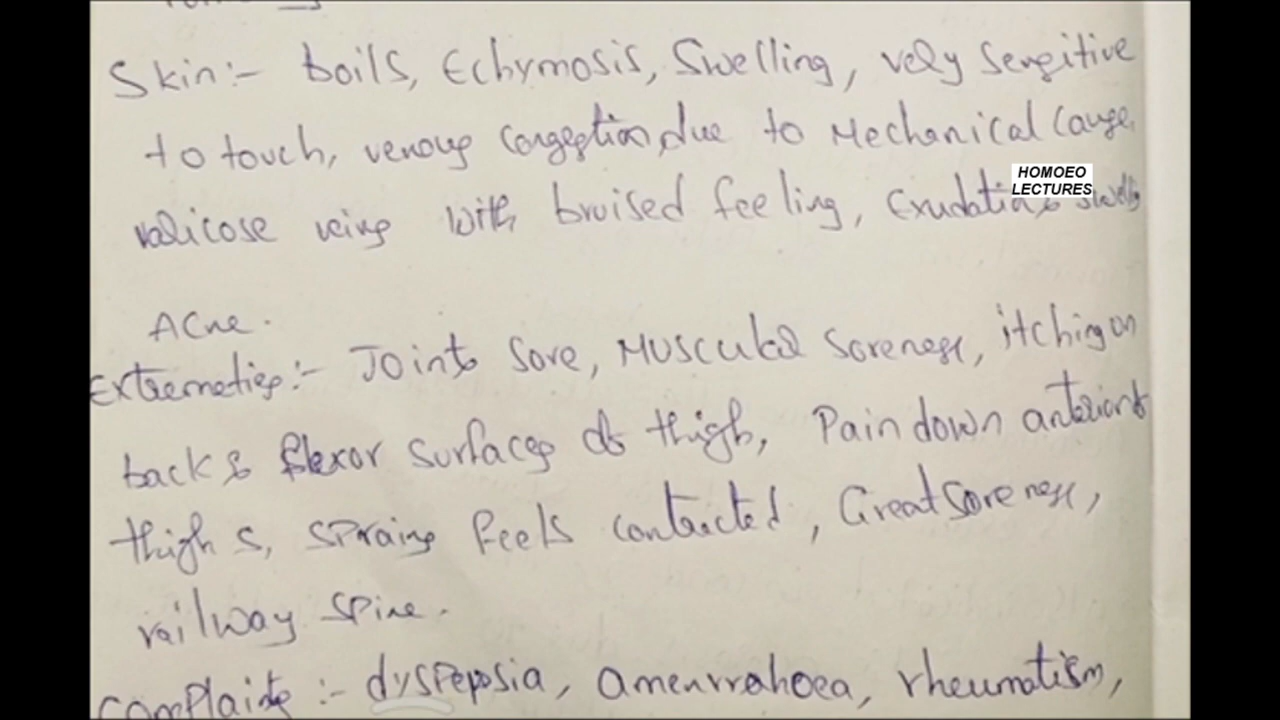 Skin:- boils, Echymosis, Swelling, very sensitive
to touch, venous congestion, due to Mechanical cause,
HOMOEO
LECTURES
varicose veins with bruised feeling, Exudation & swelling
Acne.
Extremeties:- Joints Sore, Muscular soreness, itching on
back & flexor surfaces of thigh, Pain down anterior
thighs, sprains feels contracted, Great soreness,
railway spine.
Complaints:- dyspepsia, amenrrahoea, rheumatism,